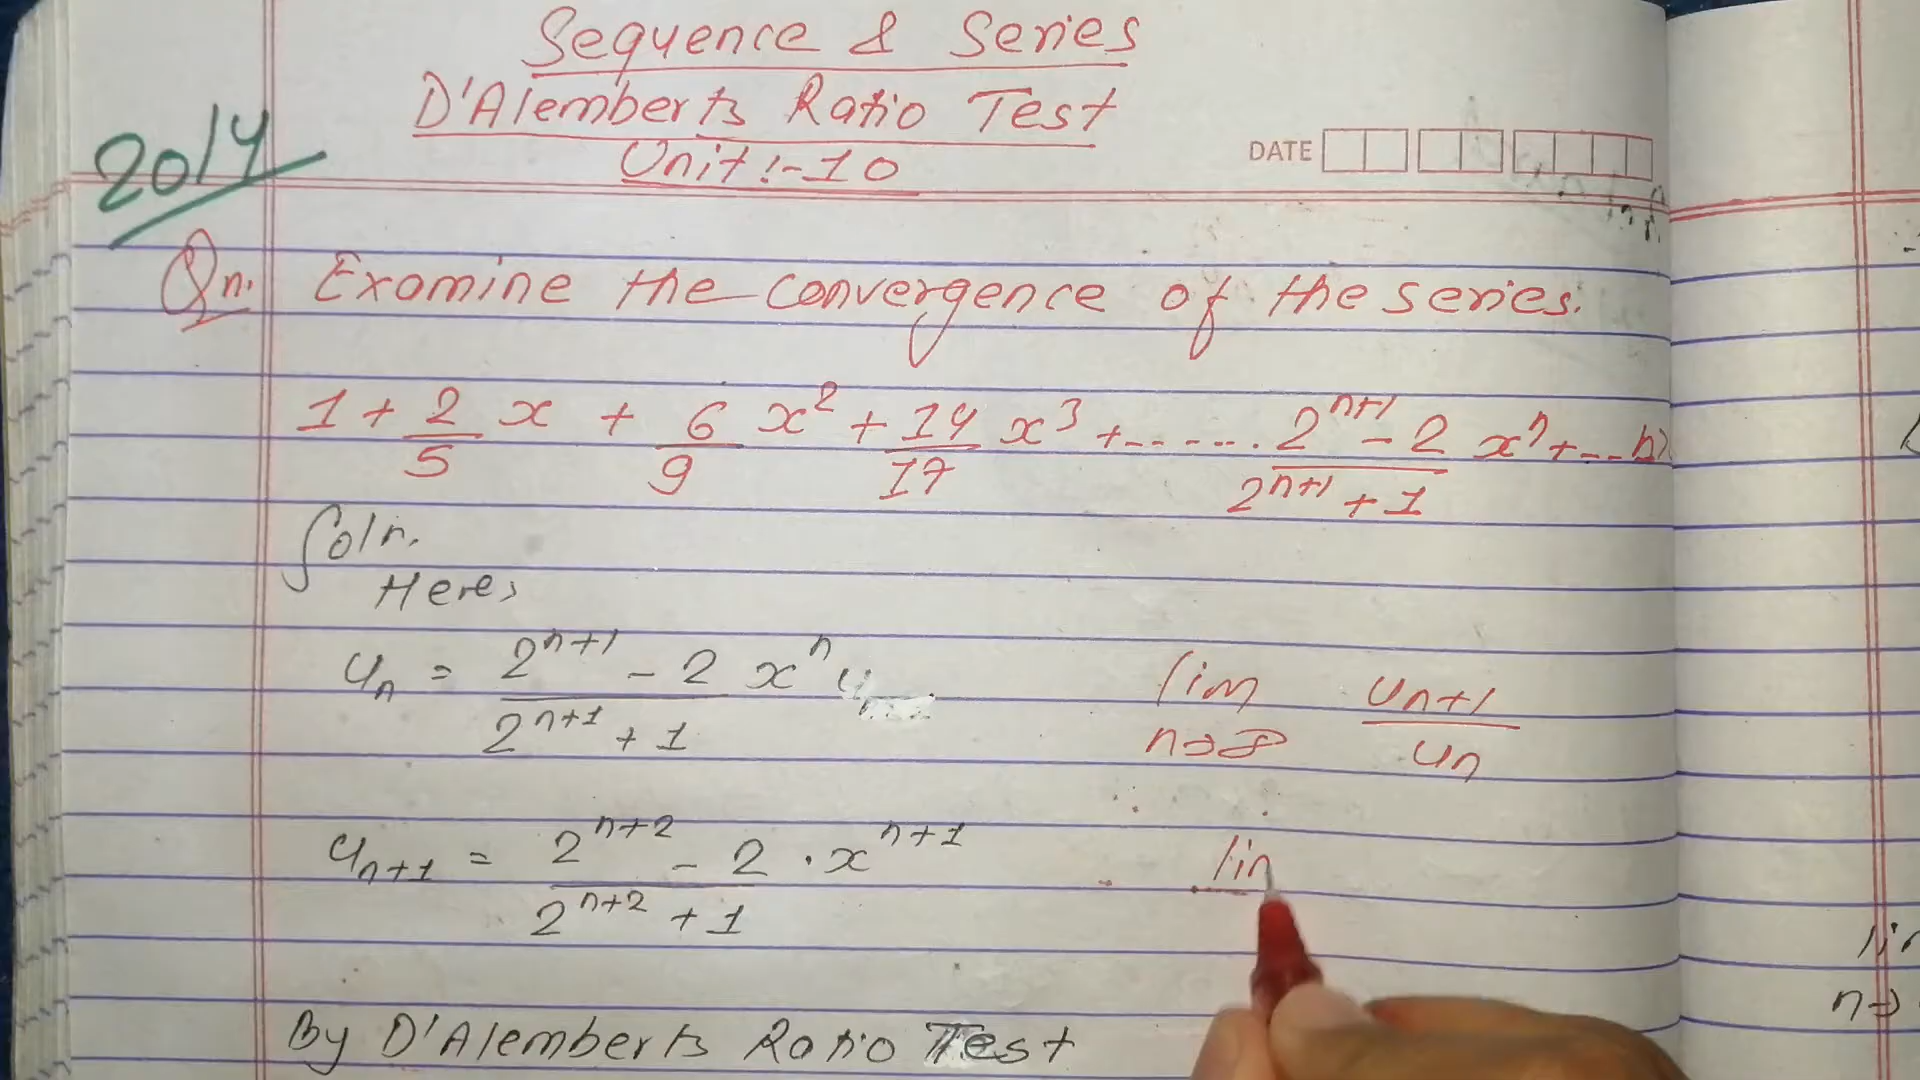 Sequence & Series
D'Alemberts Ratio Test
Unit:-10
2014
DATE
Qn. Examine the convergence of the series.
1 + 2/5 x + 6/9 x² + 14/17 x³ + ...... (2^(n+1) - 2)/(2^(n+1) + 1) xⁿ + ...
Soln.
Here,
u_n = (2^(n+1) - 2)/(2^(n+1) + 1) xⁿ
lim n→∞ u_(n+1)/u_n
u_(n+1) = (2^(n+2) - 2)/(2^(n+2) + 1) · x^(n+1)
lin
By D'Alemberts Ratio Test
n→